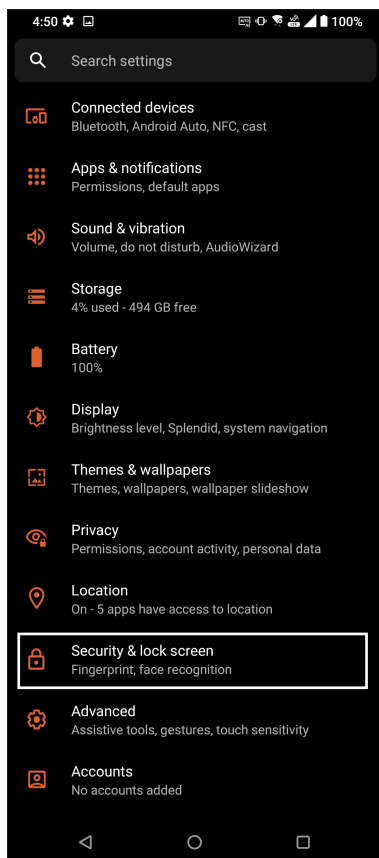 4:50 100%
Search settings
Connected devices
Bluetooth, Android Auto, NFC, cast
Apps & notifications
Permissions, default apps
Sound & vibration
Volume, do not disturb, AudioWizard
Storage
4% used - 494 GB free
Battery
100%
Display
Brightness level, Splendid, system navigation
Themes & wallpapers
Themes, wallpapers, wallpaper slideshow
Privacy
Permissions, account activity, personal data
Location
On - 5 apps have access to location
Security & lock screen
Fingerprint, face recognition
Advanced
Assistive tools, gestures, touch sensitivity
Accounts
No accounts added